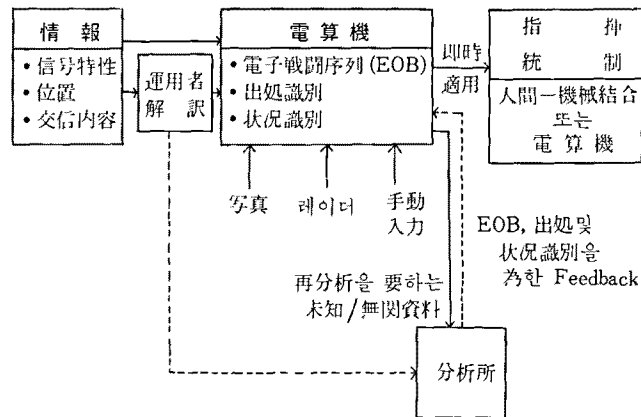 情報
• 信号特性
• 位置
• 交信内容
運用者
解訳
電算機
• 電子戦闘序列 (EOB)
• 出処識別
• 状况識別
即時
適用
指揮
統制
人間－機械結合
또는
電算機
写真
레이더
手動
入力
EOB, 出処 및
状况識別을
為한 Feedback
再分析을 要하는
未知/無関資料
分析所